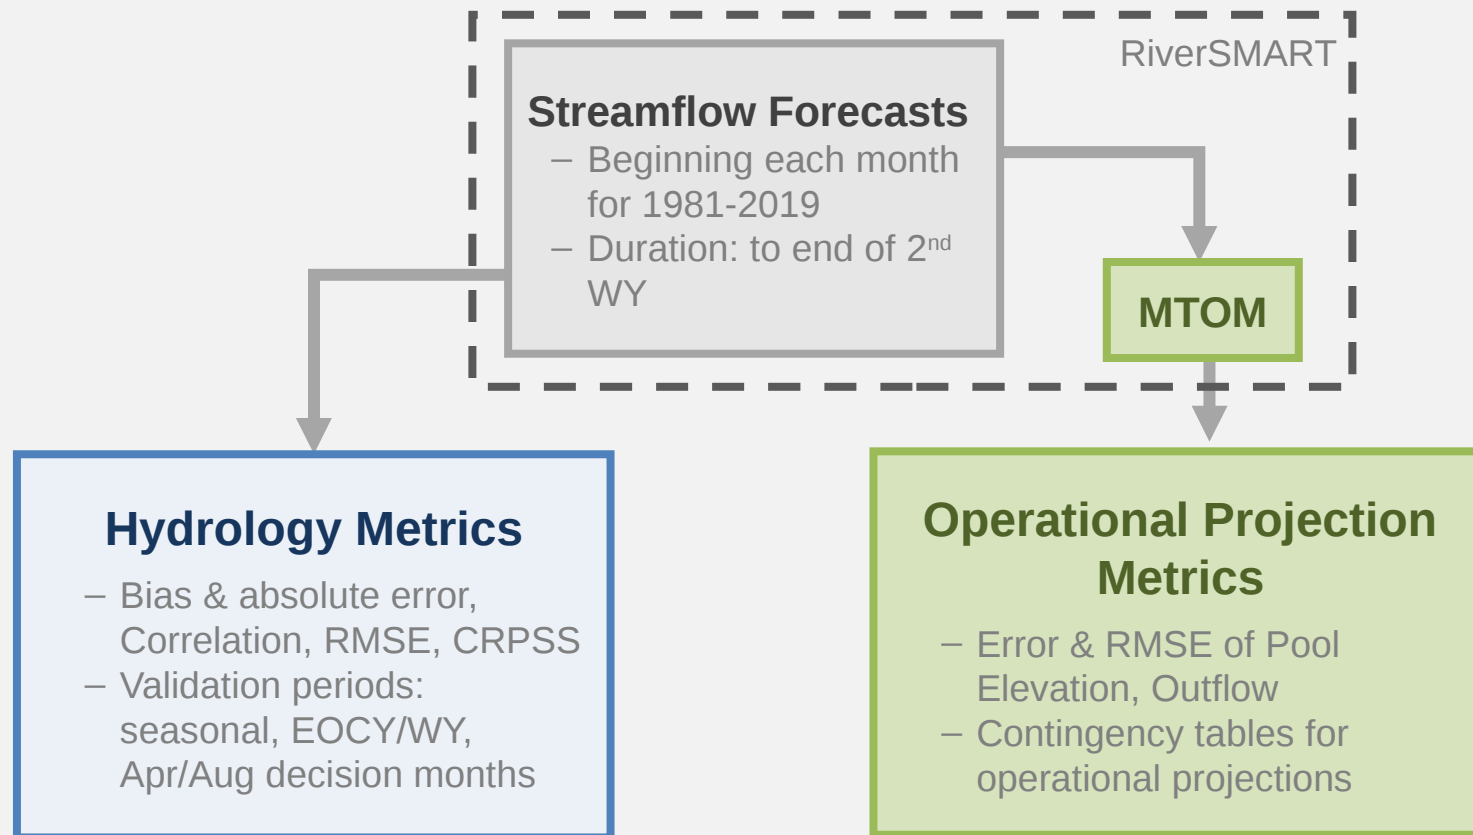 RiverSMART
Streamflow Forecasts
– Beginning each month
for 1981-2019
– Duration: to end of 2nd
WY
MTOM
Hydrology Metrics
– Bias & absolute error,
Correlation, RMSE, CRPSS
– Validation periods:
seasonal, EOCY/WY,
Apr/Aug decision months
Operational Projection
Metrics
– Error & RMSE of Pool
Elevation, Outflow
– Contingency tables for
operational projections